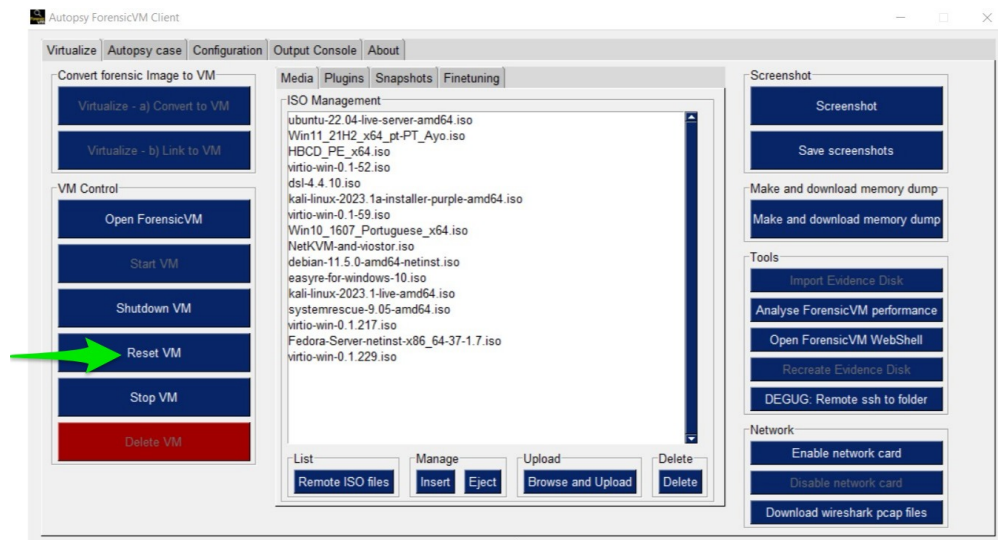 Autopsy ForensicVM Client
Virtualize Autopsy case Configuration Output Console About
Convert forensic Image to VM
Virtualize - a) Convert to VM
Virtualize - b) Link to VM
VM Control
Open ForensicVM
Start VM
Shutdown VM
Reset VM
Stop VM
Delete VM
Media Plugins Snapshots Finetuning
ISO Management
ubuntu-22.04-live-server-amd64.iso
Win11_21H2_x64_pt-PT_Ayo.iso
HBCD_PE_x64.iso
virtio-win-0.1-52.iso
dsl-4.4.10.iso
kali-linux-2023.1a-installer-purple-amd64.iso
virtio-win-0.1-59.iso
Win10_1607_Portuguese_x64.iso
NetKVM-and-viostor.iso
debian-11.5.0-amd64-netinst.iso
easyre-for-windows-10.iso
kali-linux-2023.1-live-amd64.iso
systemrescue-9.05-amd64.iso
virtio-win-0.1.217.iso
Fedora-Server-netinst-x86_64-37-1.7.iso
virtio-win-0.1.229.iso
List Manage Upload Delete
Remote ISO files Insert Eject Browse and Upload Delete
Screenshot
Screenshot
Save screenshots
Make and download memory dump
Make and download memory dump
Tools
Import Evidence Disk
Analyse ForensicVM performance
Open ForensicVM WebShell
Recreate Evidence Disk
DEGUG: Remote ssh to folder
Network
Enable network card
Disable network card
Download wireshark pcap files